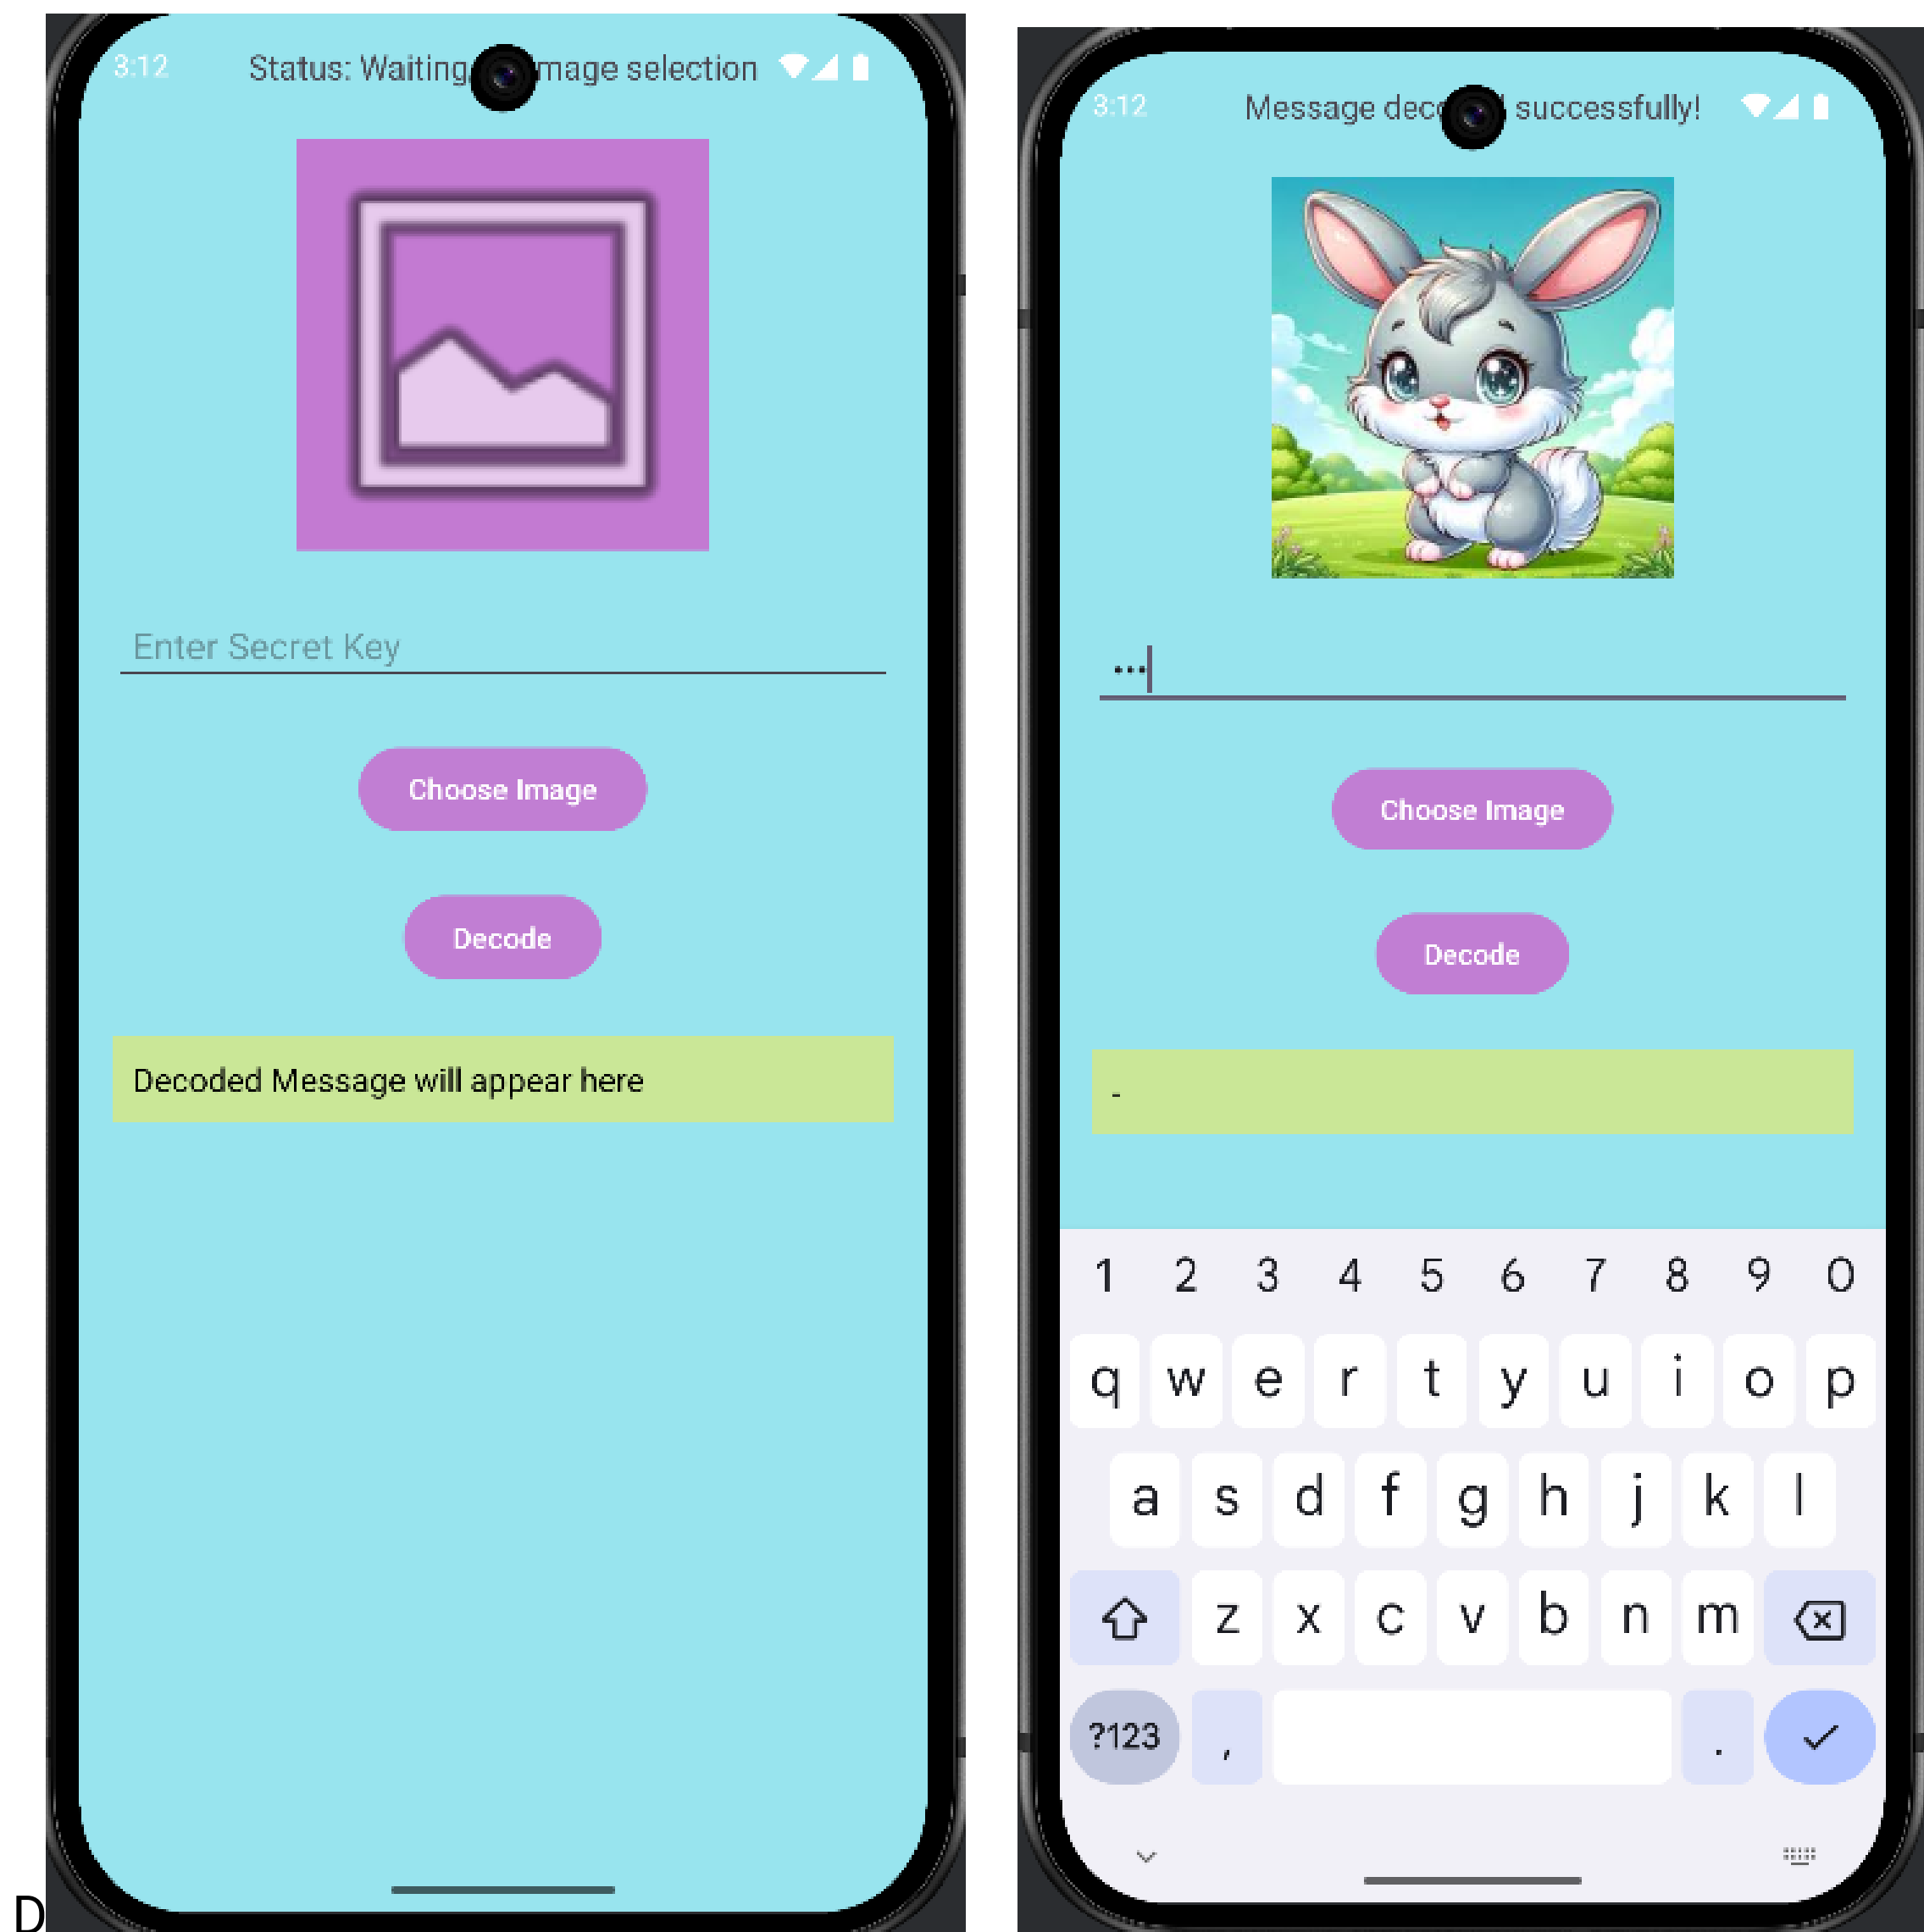 3:12 Status: Waiting mage selection
Enter Secret Key
Choose Image
Decode
Decoded Message will appear here
D
3:12 Message deco successfully!
•••
Choose Image
Decode
-
1 2 3 4 5 6 7 8 9 0
q w e r t y u i o p
a s d f g h j k l
z x c v b n m
?123 , .